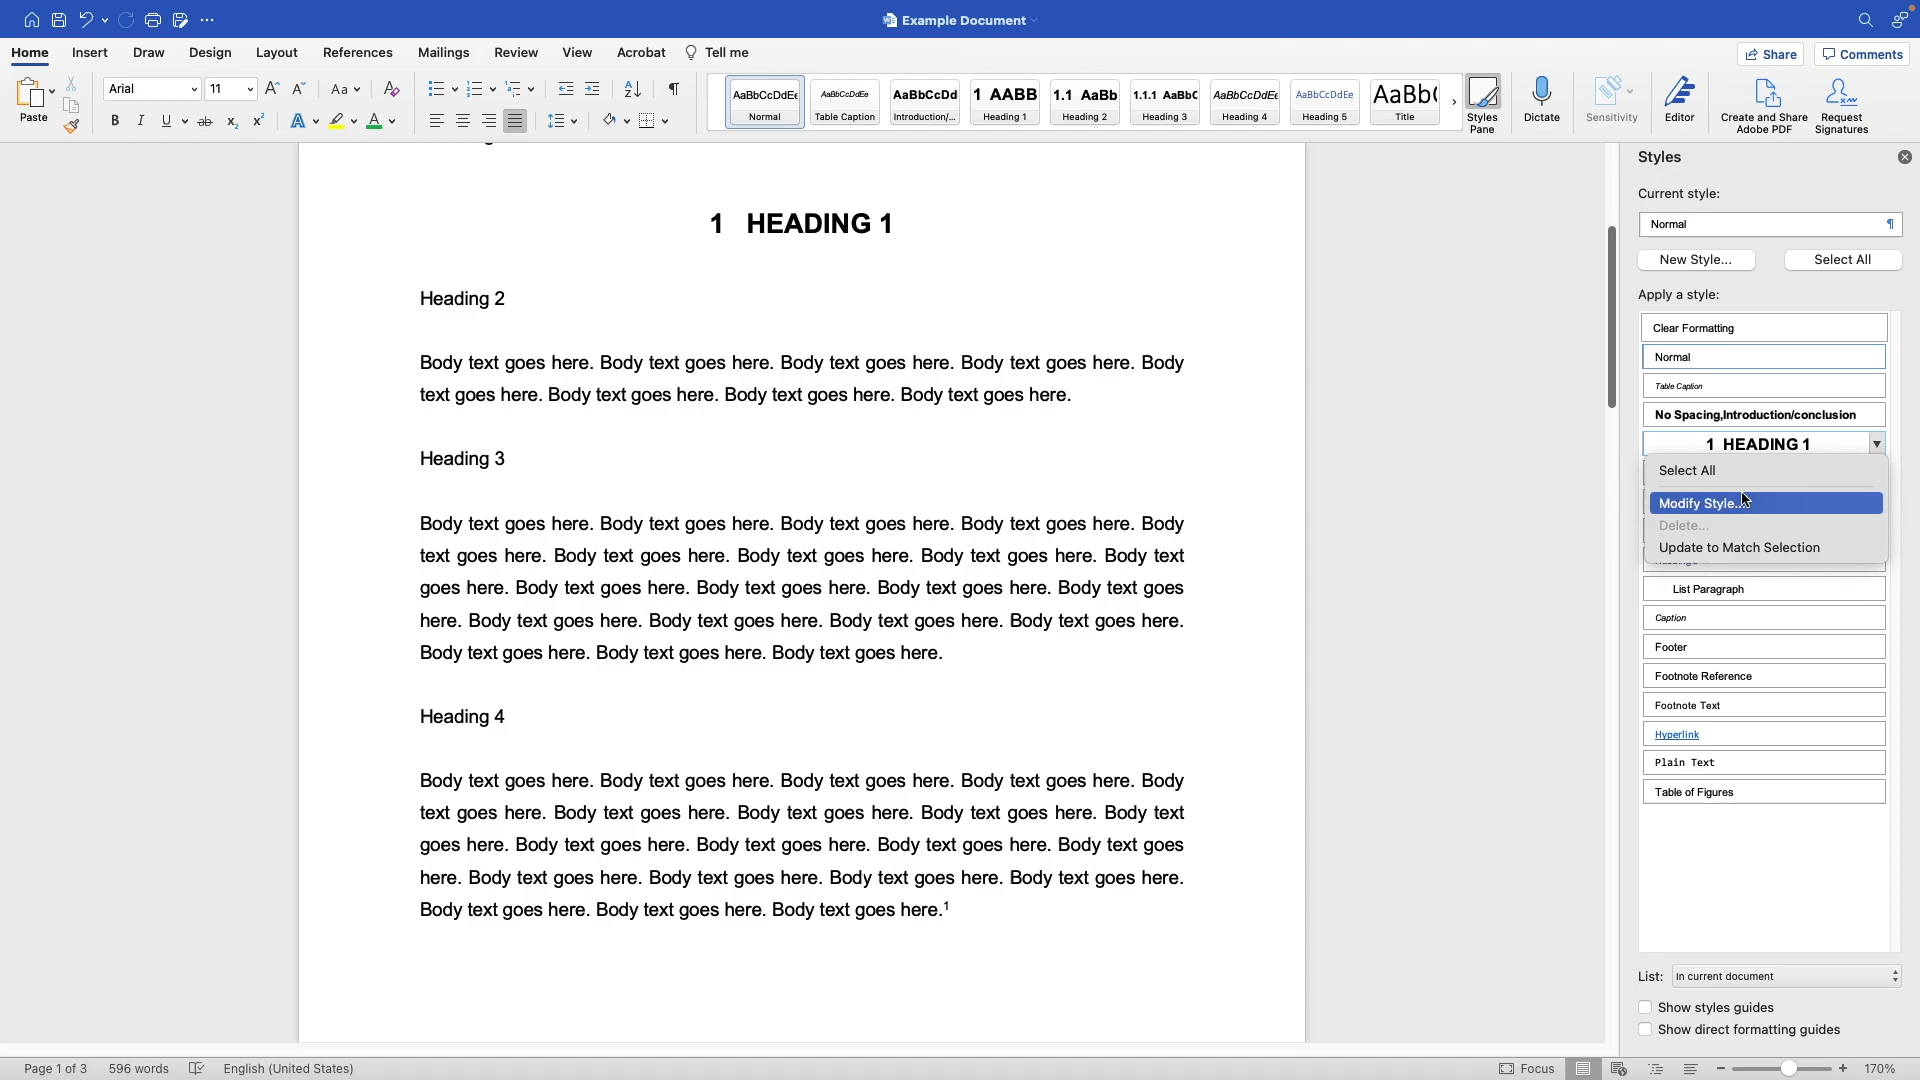 Example Document
Home Insert Draw Design Layout References Mailings Review View Acrobat Tell me
Share Comments
Paste
Arial 11
Aa
B I U ab x₂ x²
A A
AaBbCcDdEe
Normal
AaBbCcDdEe
Table Caption
AaBbCcDd
Introduction/...
1 AABB
Heading 1
1.1 AaBb
Heading 2
1.1.1 AaBbC
Heading 3
AaBbCcDdEe
Heading 4
AaBbCcDdEe
Heading 5
AaBb(
Title
Styles
Pane
Dictate
Sensitivity
Editor
Create and Share
Adobe PDF
Request
Signatures
1 HEADING 1
Heading 2
Body text goes here. Body text goes here. Body text goes here. Body text goes here. Body
text goes here. Body text goes here. Body text goes here. Body text goes here.
Heading 3
Body text goes here. Body text goes here. Body text goes here. Body text goes here. Body
text goes here. Body text goes here. Body text goes here. Body text goes here. Body text
goes here. Body text goes here. Body text goes here. Body text goes here. Body text goes
here. Body text goes here. Body text goes here. Body text goes here. Body text goes here.
Body text goes here. Body text goes here. Body text goes here.
Heading 4
Body text goes here. Body text goes here. Body text goes here. Body text goes here. Body
text goes here. Body text goes here. Body text goes here. Body text goes here. Body text
goes here. Body text goes here. Body text goes here. Body text goes here. Body text goes
here. Body text goes here. Body text goes here. Body text goes here. Body text goes here.
Body text goes here. Body text goes here. Body text goes here.¹
Styles
Current style:
Normal ¶
New Style... Select All
Apply a style:
Clear Formatting
Normal
Table Caption
No Spacing,Introduction/conclusion
1 HEADING 1
Select All
Modify Style...
Delete...
Update to Match Selection
List Paragraph
Caption
Footer
Footnote Reference
Footnote Text
Hyperlink
Plain Text
Table of Figures
List: In current document
Show styles guides
Show direct formatting guides
Page 1 of 3 596 words English (United States)
Focus 170%